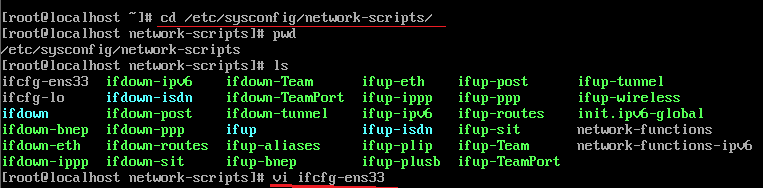 [root@localhost ~]# cd /etc/sysconfig/network-scripts/
[root@localhost network-scripts]# pwd
/etc/sysconfig/network-scripts
[root@localhost network-scripts]# ls
ifcfg-ens33 ifdown-ipv6 ifdown-Team ifup-eth ifup-post ifup-tunnel
ifcfg-lo ifdown-isdn ifdown-TeamPort ifup-ippp ifup-ppp ifup-wireless
ifdown ifdown-post ifdown-tunnel ifup-ipv6 ifup-routes init.ipv6-global
ifdown-bnep ifdown-ppp ifup ifup-isdn ifup-sit network-functions
ifdown-eth ifdown-routes ifup-aliases ifup-plip ifup-Team network-functions-ipv6
ifdown-ippp ifdown-sit ifup-bnep ifup-plusb ifup-TeamPort
[root@localhost network-scripts]# vi ifcfg-ens33